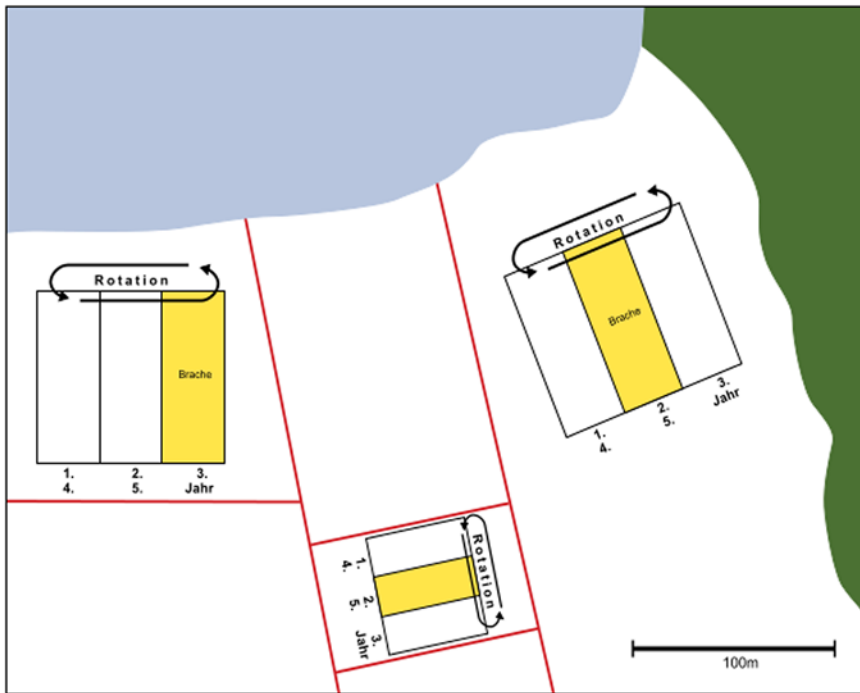 Rotation
Brache
1. 2. 3.
4. 5. Jahr
Rotation
Brache
1. 2. 3.
4. 5. Jahr
Rotation
1. 2. 3.
4. 5. Jahr
100m